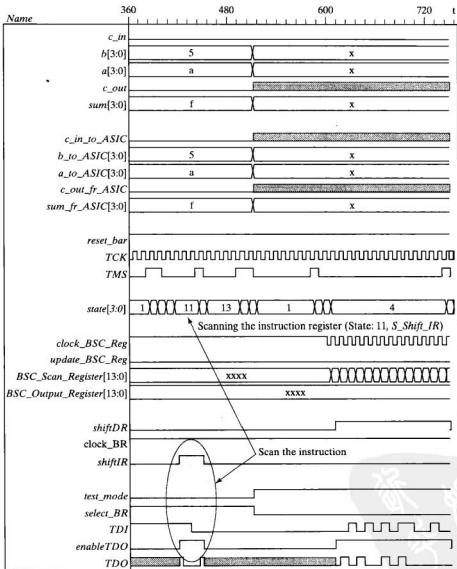 Name 360 480 600 720 t
c_in
b[3:0] 5 x
a[3:0] a x
c_out
sum[3:0] f x
c_in_to_ASIC
b_to_ASIC[3:0] 5 x
a_to_ASIC[3:0] a x
c_out_fr_ASIC
sum_fr_ASIC[3:0] f x
reset_bar
TCK
TMS
state[3:0] 1 11 13 1 4
Scanning the instruction register (State: 11, S_Shift_IR)
clock_BSC_Reg
update_BSC_Reg
BSC_Scan_Register[13:0] xxxx
BSC_Output_Register[13:0] xxxx
shiftDR
clock_BR
Scan the instruction
shiftIR
test_mode
select_BR
TDI
enableTDO
TDO